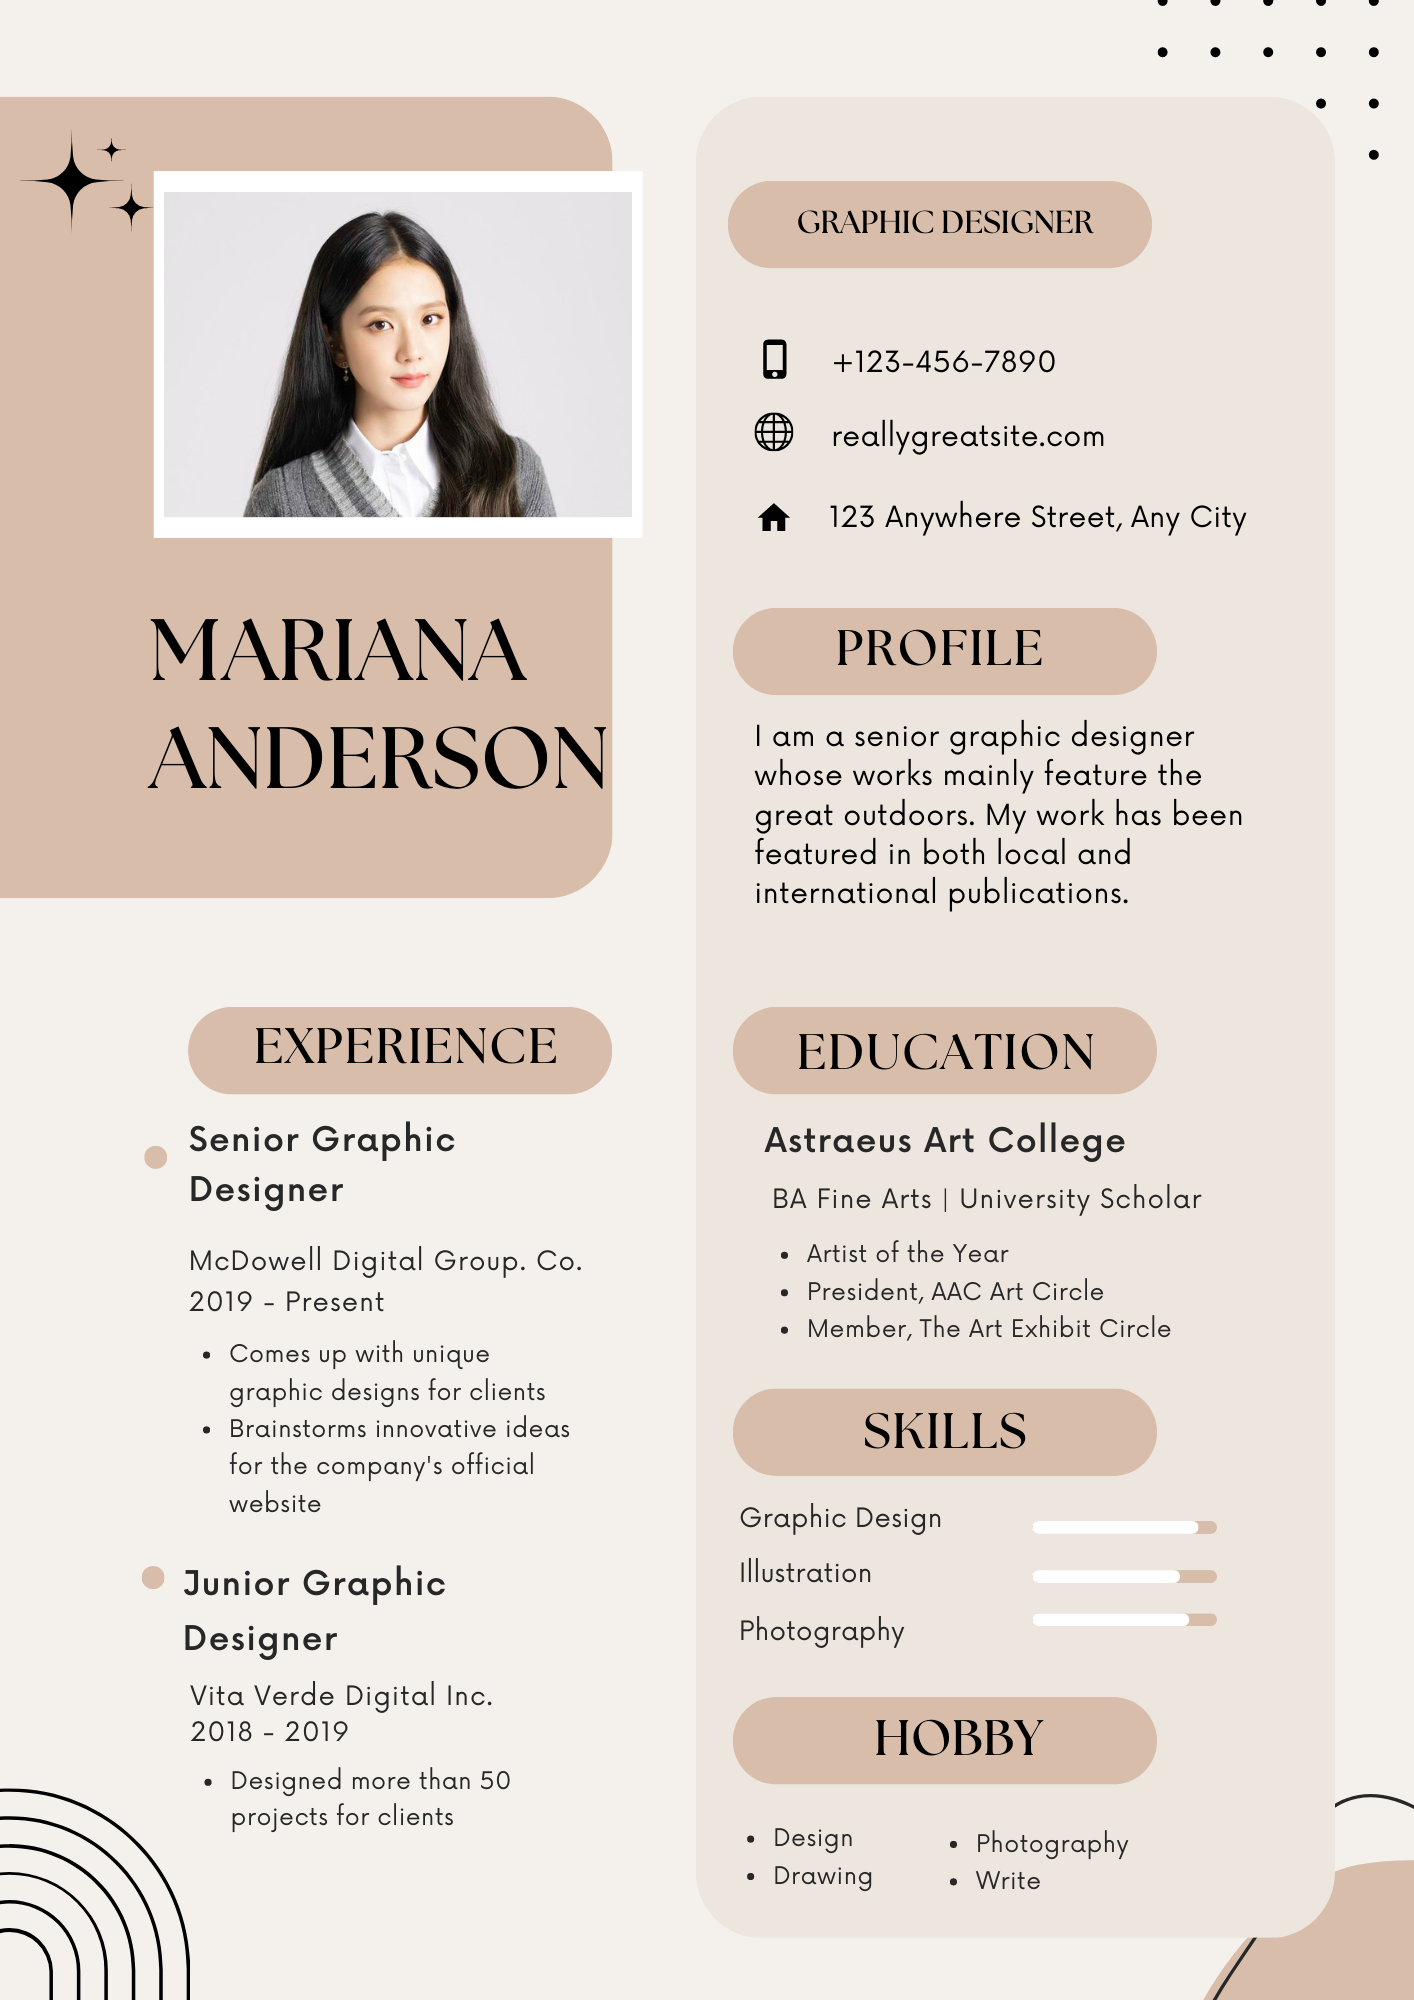 MARIANA
ANDERSON
EXPERIENCE
Senior Graphic
Designer
McDowell Digital Group. Co.
2019 - Present
• Comes up with unique
graphic designs for clients
• Brainstorms innovative ideas
for the company's official
website
Junior Graphic
Designer
Vita Verde Digital Inc.
2018 - 2019
• Designed more than 50
projects for clients
GRAPHIC DESIGNER
+123-456-7890
reallygreatsite.com
123 Anywhere Street, Any City
PROFILE
I am a senior graphic designer
whose works mainly feature the
great outdoors. My work has been
featured in both local and
international publications.
EDUCATION
Astraeus Art College
BA Fine Arts | University Scholar
• Artist of the Year
• President, AAC Art Circle
• Member, The Art Exhibit Circle
SKILLS
Graphic Design
Illustration
Photography
HOBBY
• Design
• Drawing
• Photography
• Write